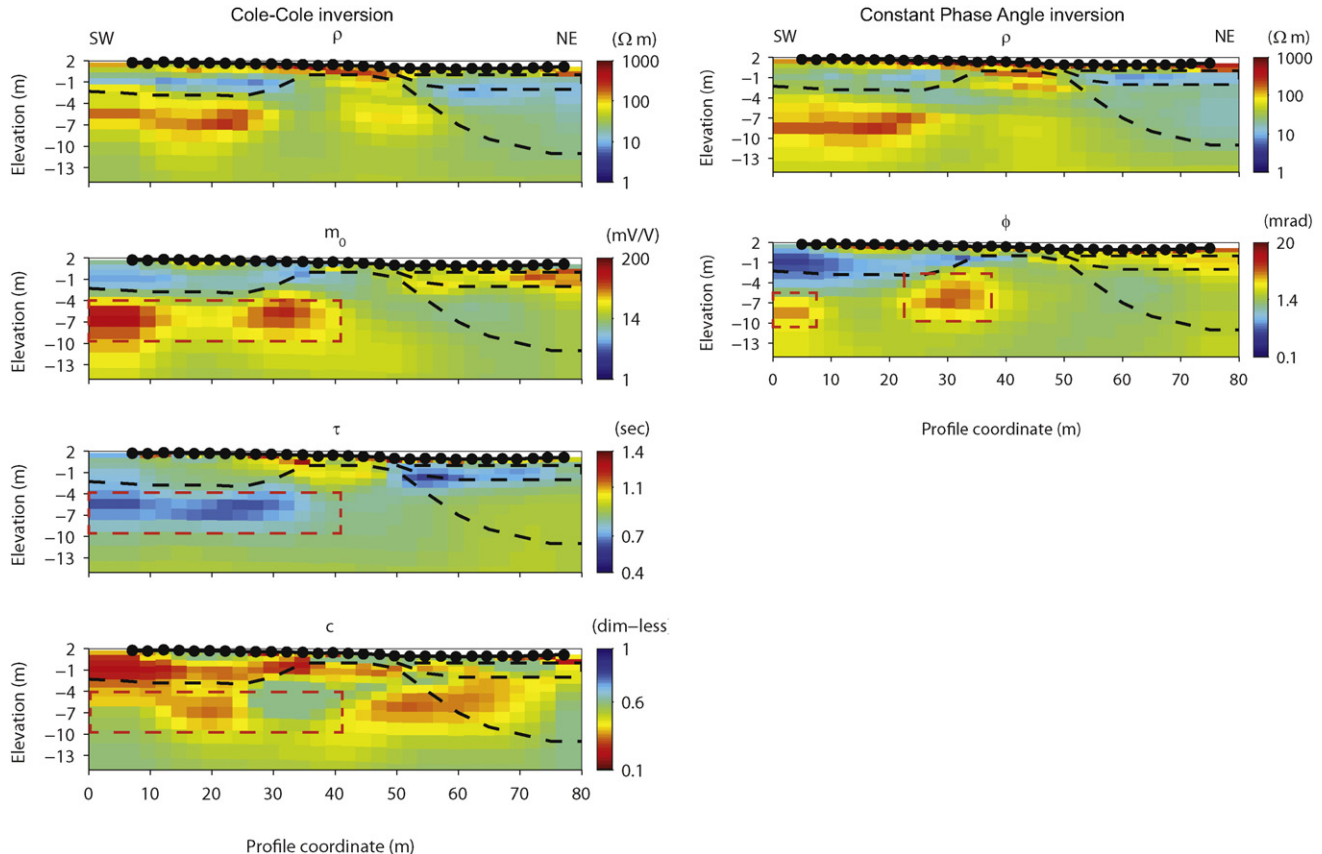 Cole-Cole inversion
SW ρ NE (Ω m)
Elevation (m)
2
−1
−4
−7
−10
−13
1000
100
10
1
m0
(mV/V)
Elevation (m)
2
−1
−4
−7
−10
−13
200
14
1
τ
(sec)
Elevation (m)
2
−1
−4
−7
−10
−13
1.4
1.1
0.7
0.4
c
(dim−less)
Elevation (m)
2
−1
−4
−7
−10
−13
1
0.6
0.1
0 10 20 30 40 50 60 70 80
Profile coordinate (m)
Constant Phase Angle inversion
SW ρ NE (Ω m)
Elevation (m)
2
−1
−4
−7
−10
−13
1000
100
10
1
ϕ
(mrad)
Elevation (m)
2
−1
−4
−7
−10
−13
20
1.4
0.1
0 10 20 30 40 50 60 70 80
Profile coordinate (m)